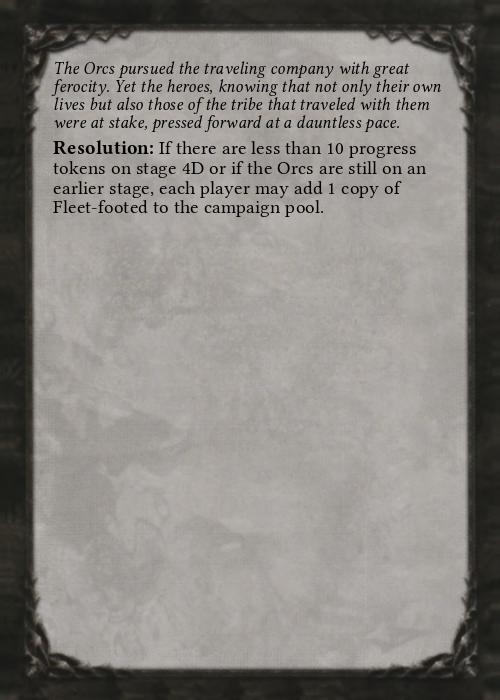 The Orcs pursued the traveling company with great
ferocity. Yet the heroes, knowing that not only their own
lives but also those of the tribe that traveled with them
were at stake, pressed forward at a dauntless pace.
Resolution: If there are less than 10 progress
tokens on stage 4D or if the Orcs are still on an
earlier stage, each player may add 1 copy of
Fleet-footed to the campaign pool.